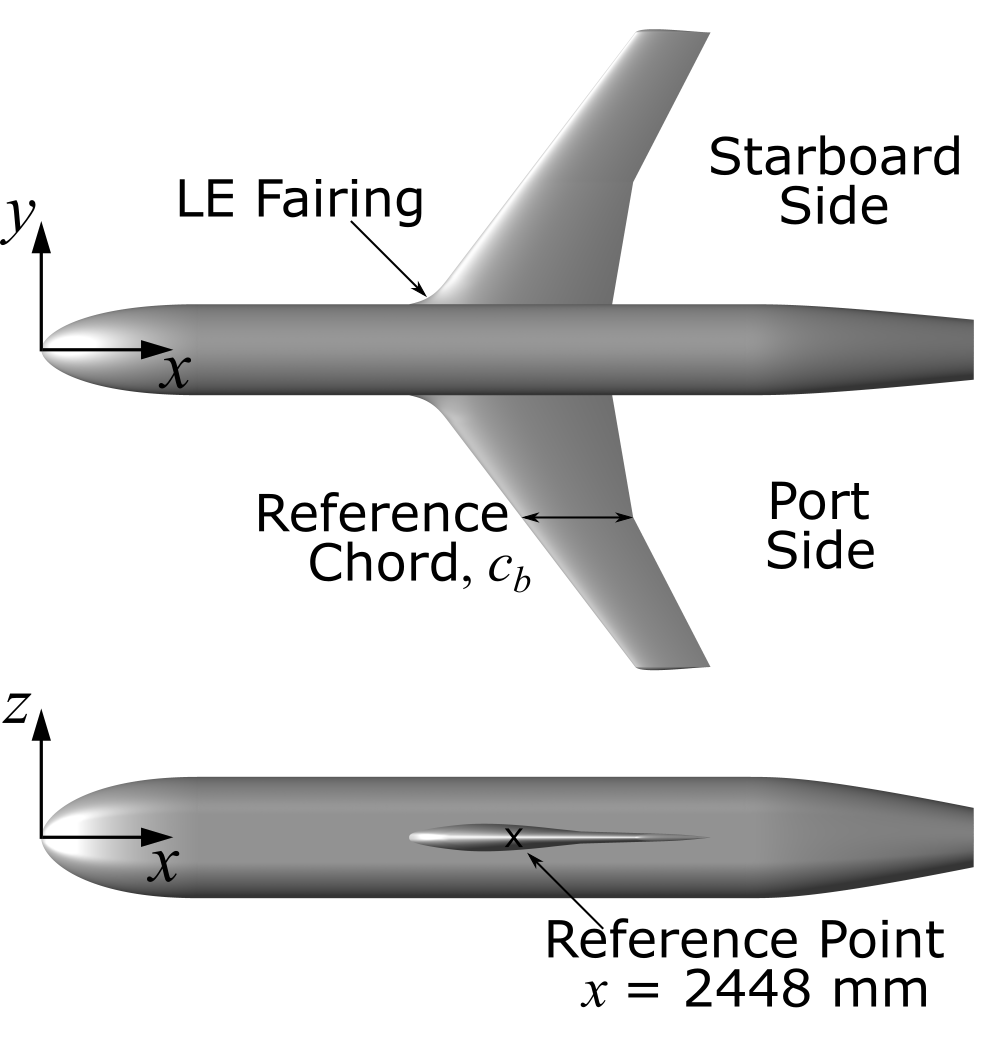 Starboard
Side
LE Fairing
y
x
Reference
Chord, c_b
Port
Side
z
x
x
Reference Point
x = 2448 mm